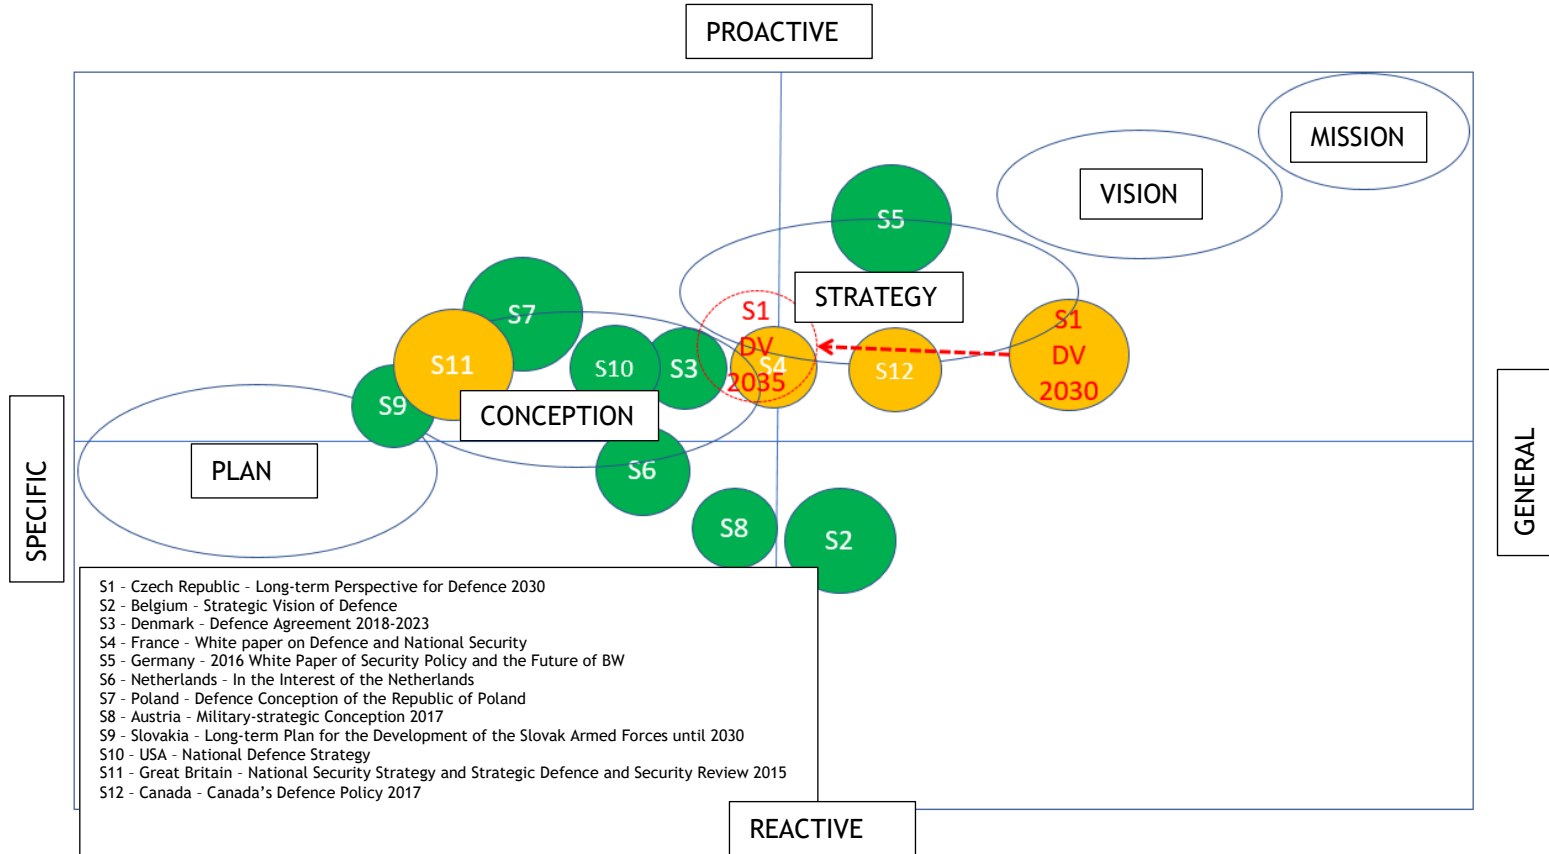 PROACTIVE
MISSION
VISION
S5
STRATEGY
S7
S1
DV
2035
S1
DV
2030
S11
S10
S3
S4
S12
S9
CONCEPTION
PLAN
S6
SPECIFIC
GENERAL
S8
S2
S1 - Czech Republic - Long-term Perspective for Defence 2030
S2 - Belgium - Strategic Vision of Defence
S3 - Denmark - Defence Agreement 2018-2023
S4 - France - White paper on Defence and National Security
S5 - Germany - 2016 White Paper of Security Policy and the Future of BW
S6 - Netherlands - In the Interest of the Netherlands
S7 - Poland - Defence Conception of the Republic of Poland
S8 - Austria - Military-strategic Conception 2017
S9 - Slovakia - Long-term Plan for the Development of the Slovak Armed Forces until 2030
S10 - USA - National Defence Strategy
S11 - Great Britain - National Security Strategy and Strategic Defence and Security Review 2015
S12 - Canada - Canada's Defence Policy 2017
REACTIVE